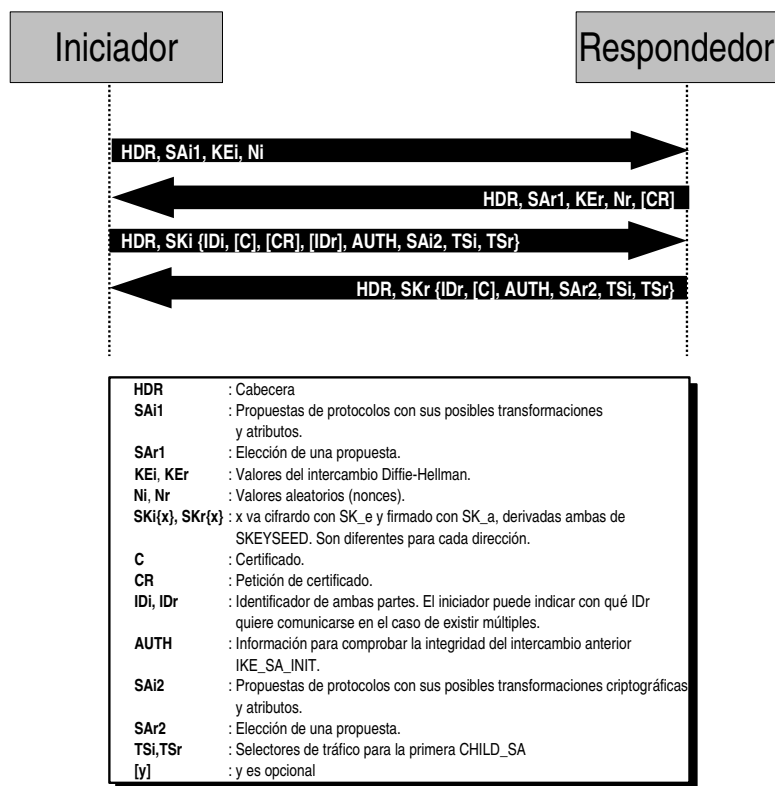 Iniciador
Respondedor
HDR, SAi1, KEi, Ni
HDR, SAr1, KEr, Nr, [CR]
HDR, SKi {IDi, [C], [CR], [IDr], AUTH, SAi2, TSi, TSr}
HDR, SKr {IDr, [C], AUTH, SAr2, TSi, TSr}
HDR : Cabecera
SAi1 : Propuestas de protocolos con sus posibles transformaciones
y atributos.
SAr1 : Elección de una propuesta.
KEi, KEr : Valores del intercambio Diffie-Hellman.
Ni, Nr : Valores aleatorios (nonces).
SKi{x}, SKr{x} : x va cifrardo con SK_e y firmado con SK_a, derivadas ambas de
SKEYSEED. Son diferentes para cada dirección.
C : Certificado.
CR : Petición de certificado.
IDi, IDr : Identificador de ambas partes. El iniciador puede indicar con qué IDr
quiere comunicarse en el caso de existir múltiples.
AUTH : Información para comprobar la integridad del intercambio anterior
IKE_SA_INIT.
SAi2 : Propuestas de protocolos con sus posibles transformaciones criptográficas
y atributos.
SAr2 : Elección de una propuesta.
TSi,TSr : Selectores de tráfico para la primera CHILD_SA
[y] : y es opcional